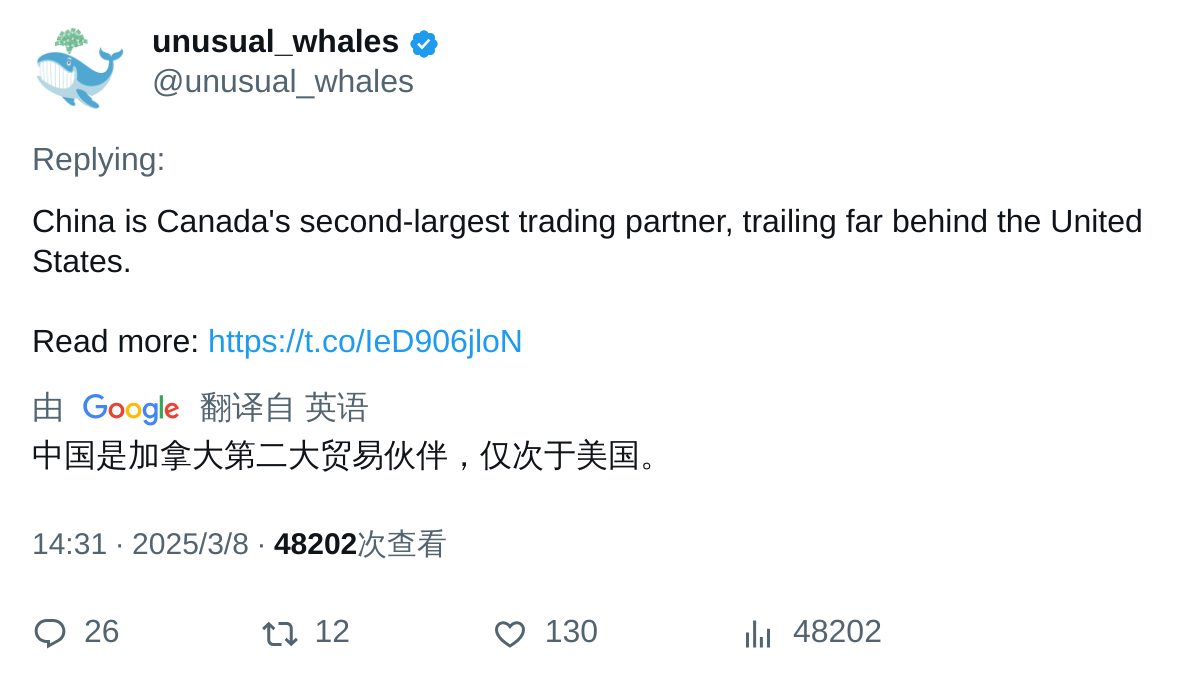 unusual_whales
@unusual_whales
Replying:
China is Canada's second-largest trading partner, trailing far behind the United
States.
Read more: https://t.co/IeD906jloN
由 Google 翻译自 英语
中国是加拿大第二大贸易伙伴，仅次于美国。
14:31 · 2025/3/8 · 48202次查看
26 12 130 48202